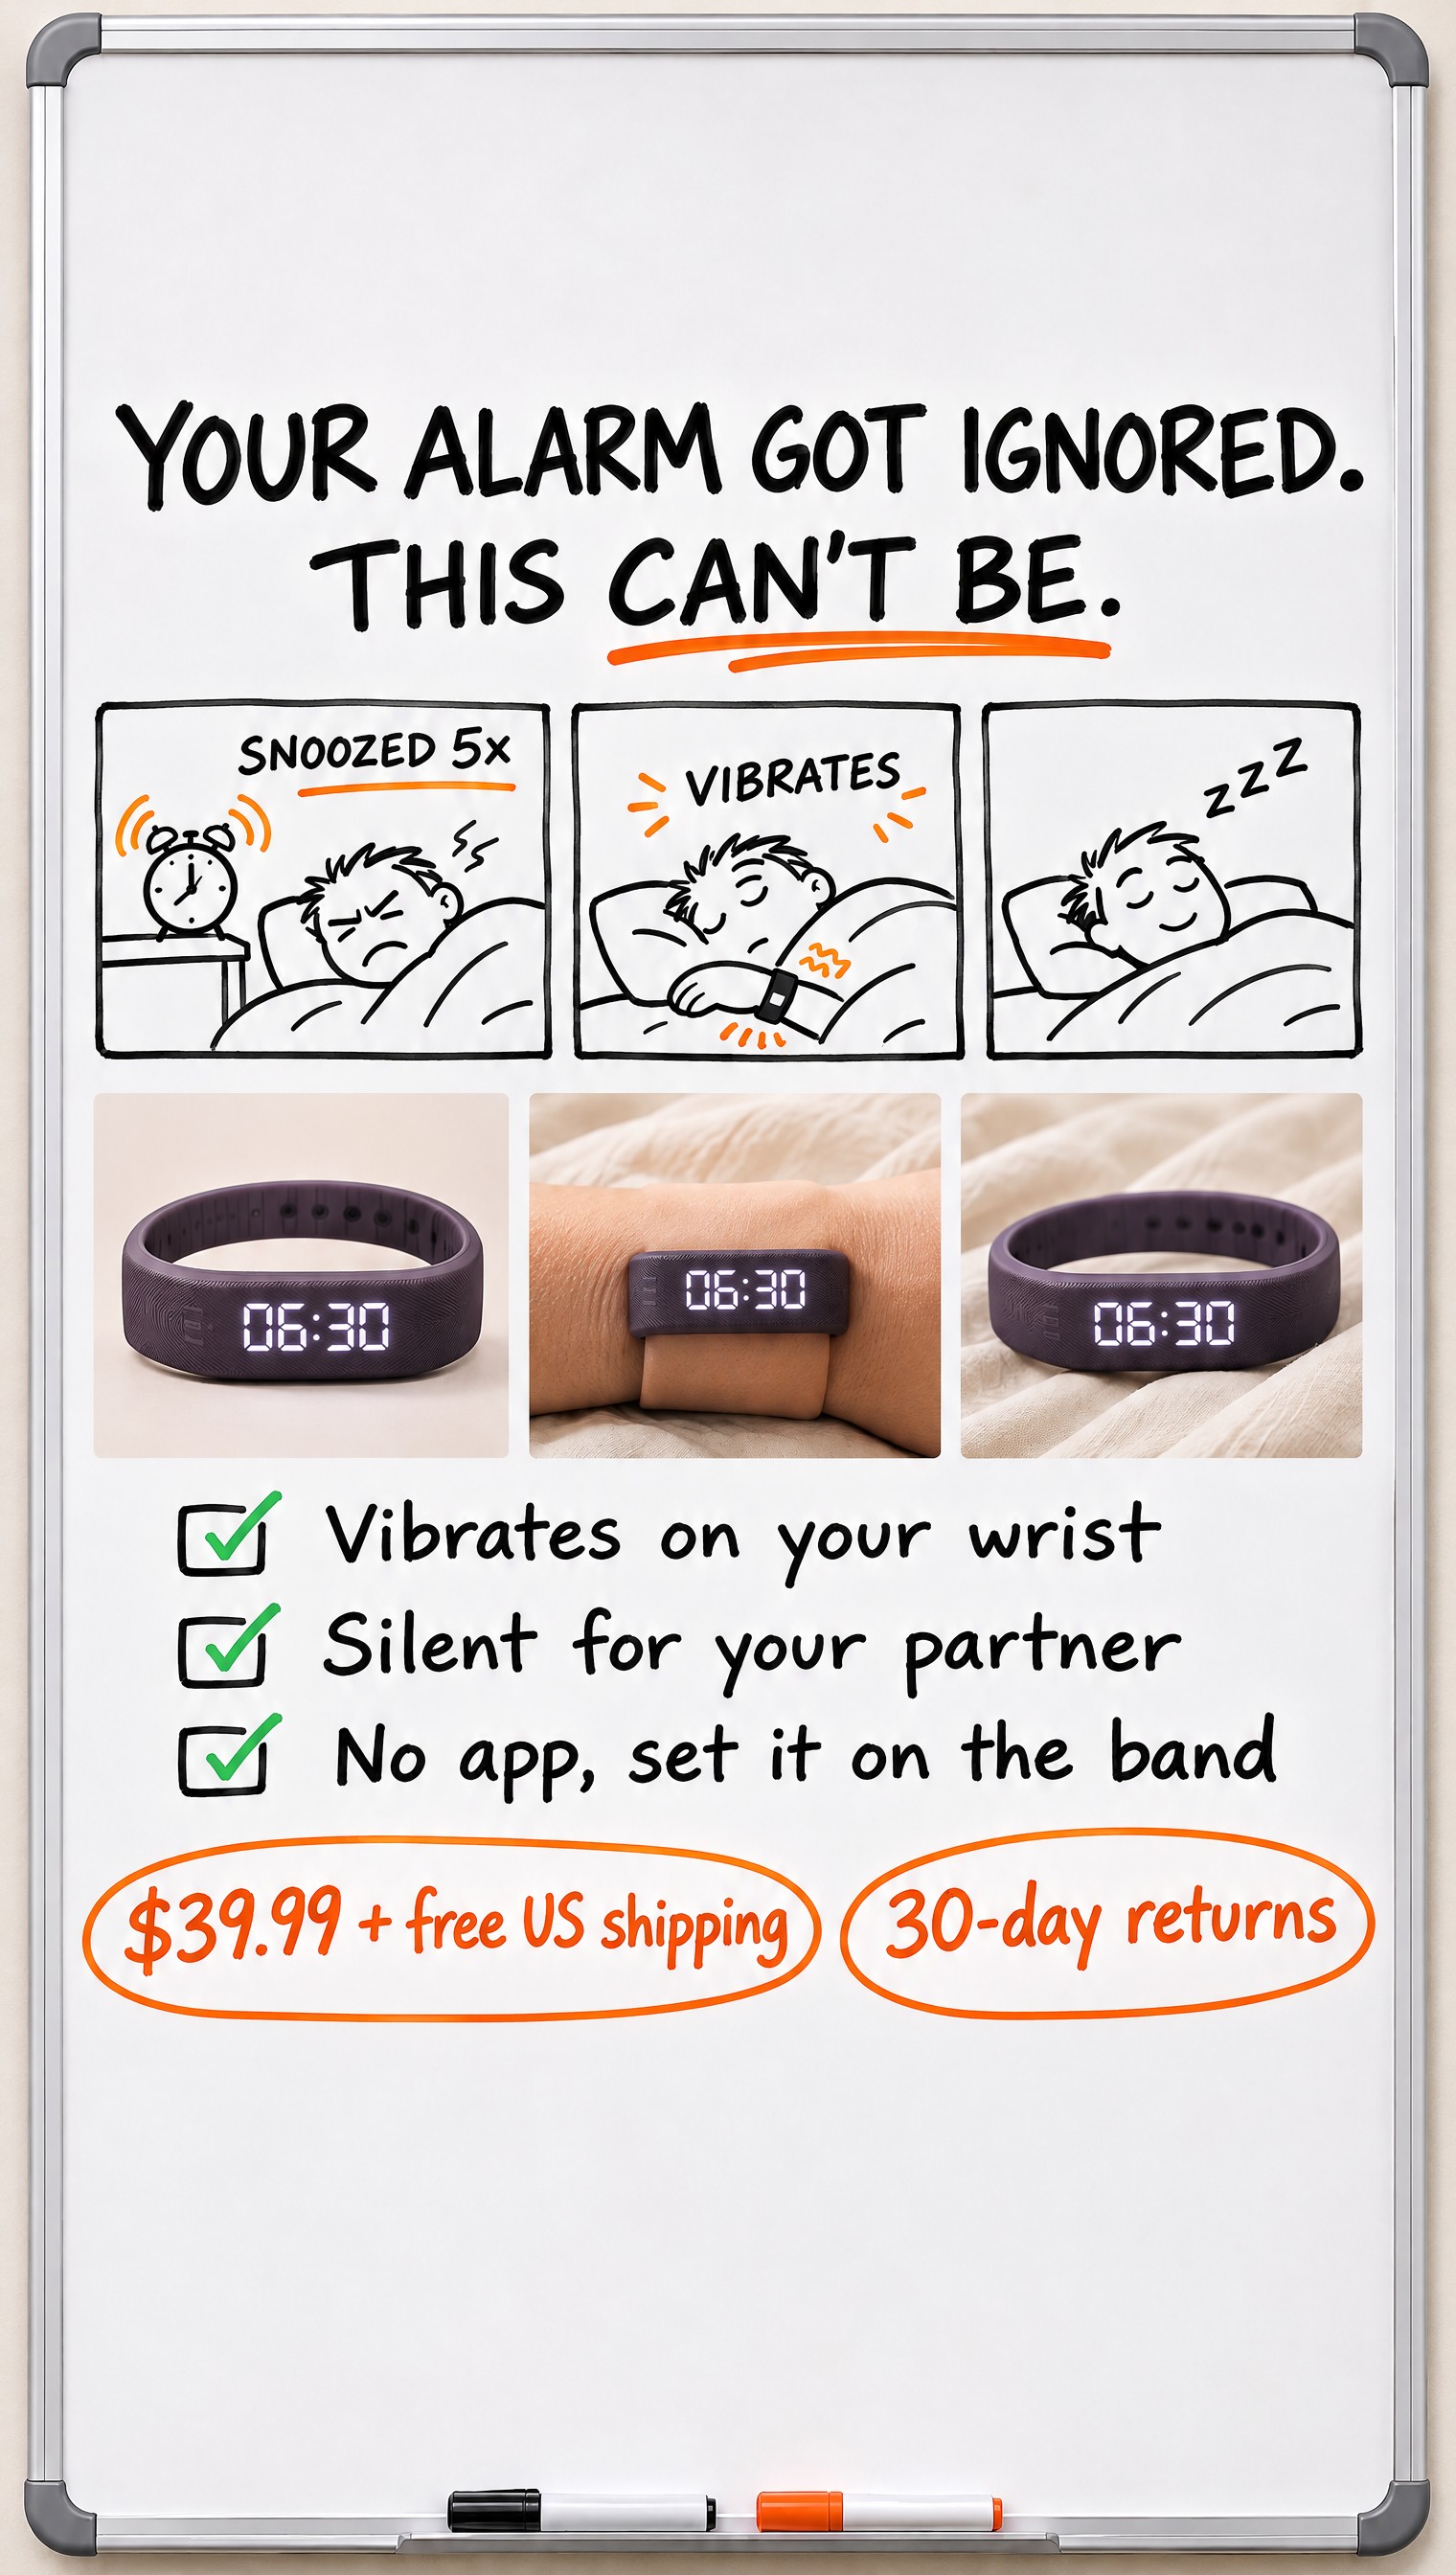 YOUR ALARM GOT IGNORED.
THIS CAN'T BE.
SNOOZED 5X
VIBRATES
ZZZ
06:30
06:30
06:30
Vibrates on your wrist
Silent for your partner
No app, set it on the band
$39.99 + free US shipping
30-day returns